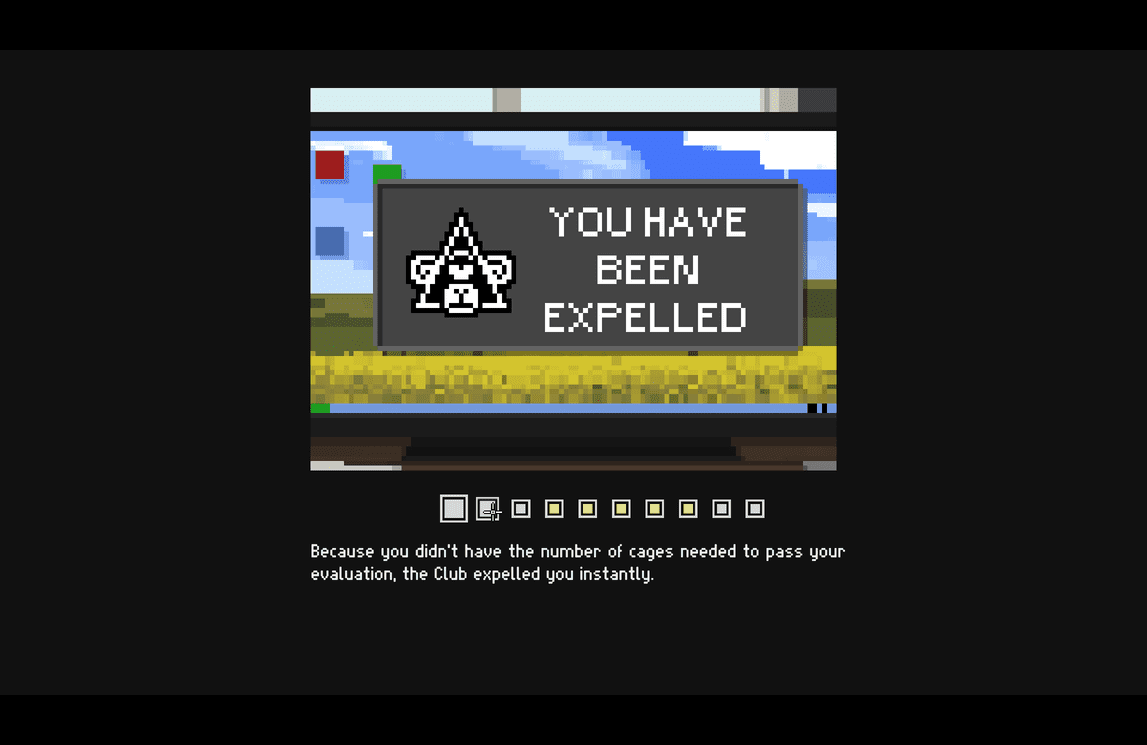 YOU HAVE
BEEN
EXPELLED
Because you didn't have the number of cages needed to pass your
evaluation, the Club expelled you instantly.